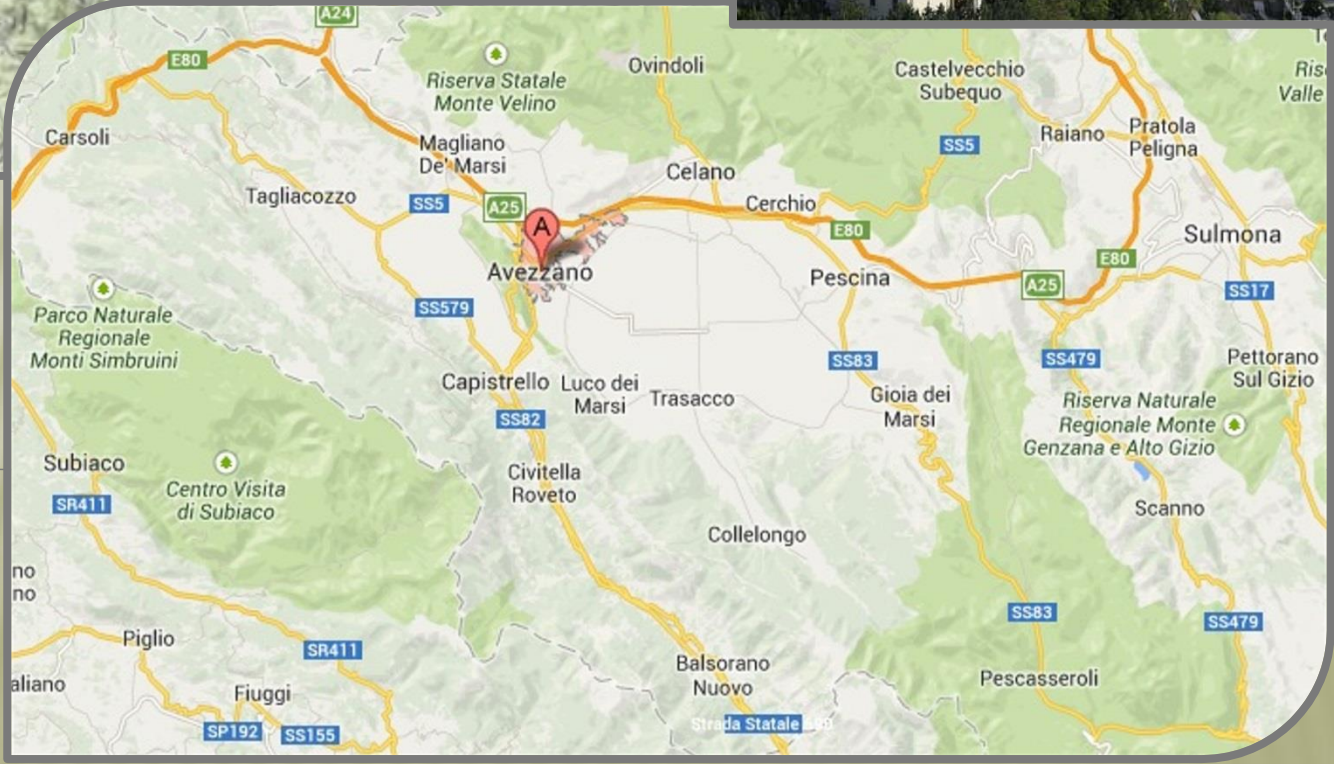 A24
E80
Riserva Statale
Monte Velino
Ovindoli
Castelvecchio
Subequo
Valle
Carsoli
Magliano
De' Marsi
SS5
Raiano
Pratola
Peligna
Celano
Tagliacozzo
SS5
A25
Cerchio
A
E80
Sulmona
Avezzano
Pescina
E80
A25
SS17
Parco Naturale
Regionale
Monti Simbruini
SS579
SS83
SS479
Pettorano
Sul Gizio
Capistrello
Luco dei
Marsi
Trasacco
Gioia dei
Marsi
Riserva Naturale
Regionale Monte
Genzana e Alto Gizio
SS82
Subiaco
Centro Visita
di Subiaco
SR411
Civitella
Roveto
Scanno
Collelongo
SS83
SS479
Piglio
SR411
Balsorano
Nuovo
Pescasseroli
Fiuggi
SP192
SS155
Strada Statale